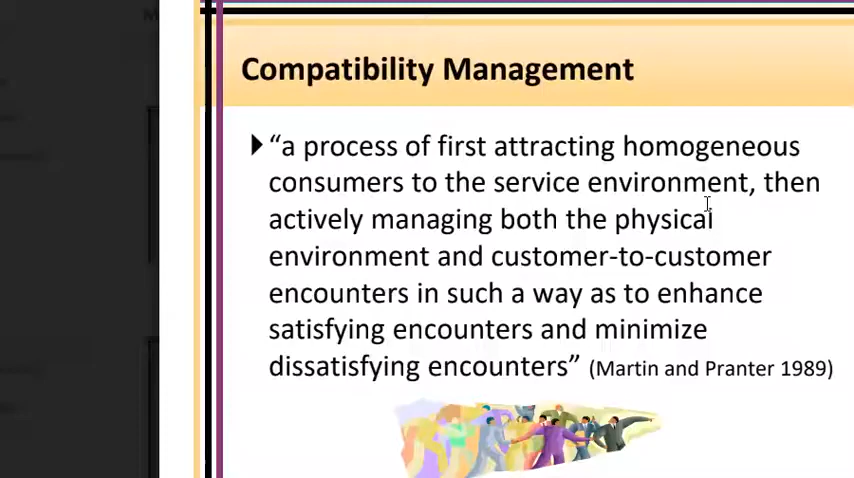 Compatibility Management
“a process of first attracting homogeneous
consumers to the service environment, then
actively managing both the physical
environment and customer-to-customer
encounters in such a way as to enhance
satisfying encounters and minimize
dissatisfying encounters” (Martin and Pranter 1989)